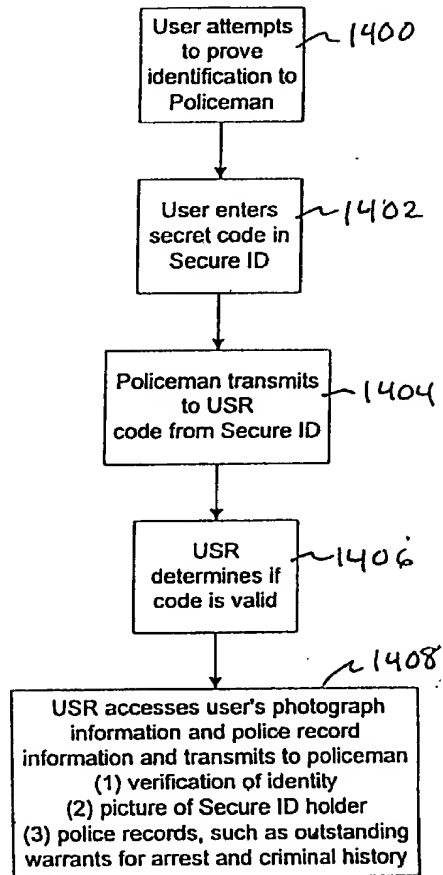 User attempts
to prove
identification to
Policeman
1400
User enters
secret code in
Secure ID
1402
Policeman transmits
to USR
code from Secure ID
1404
USR
determines if
code is valid
1406
1408
USR accesses user's photograph
information and police record
information and transmits to policeman
(1) verification of identity
(2) picture of Secure ID holder
(3) police records, such as outstanding
warrants for arrest and criminal history